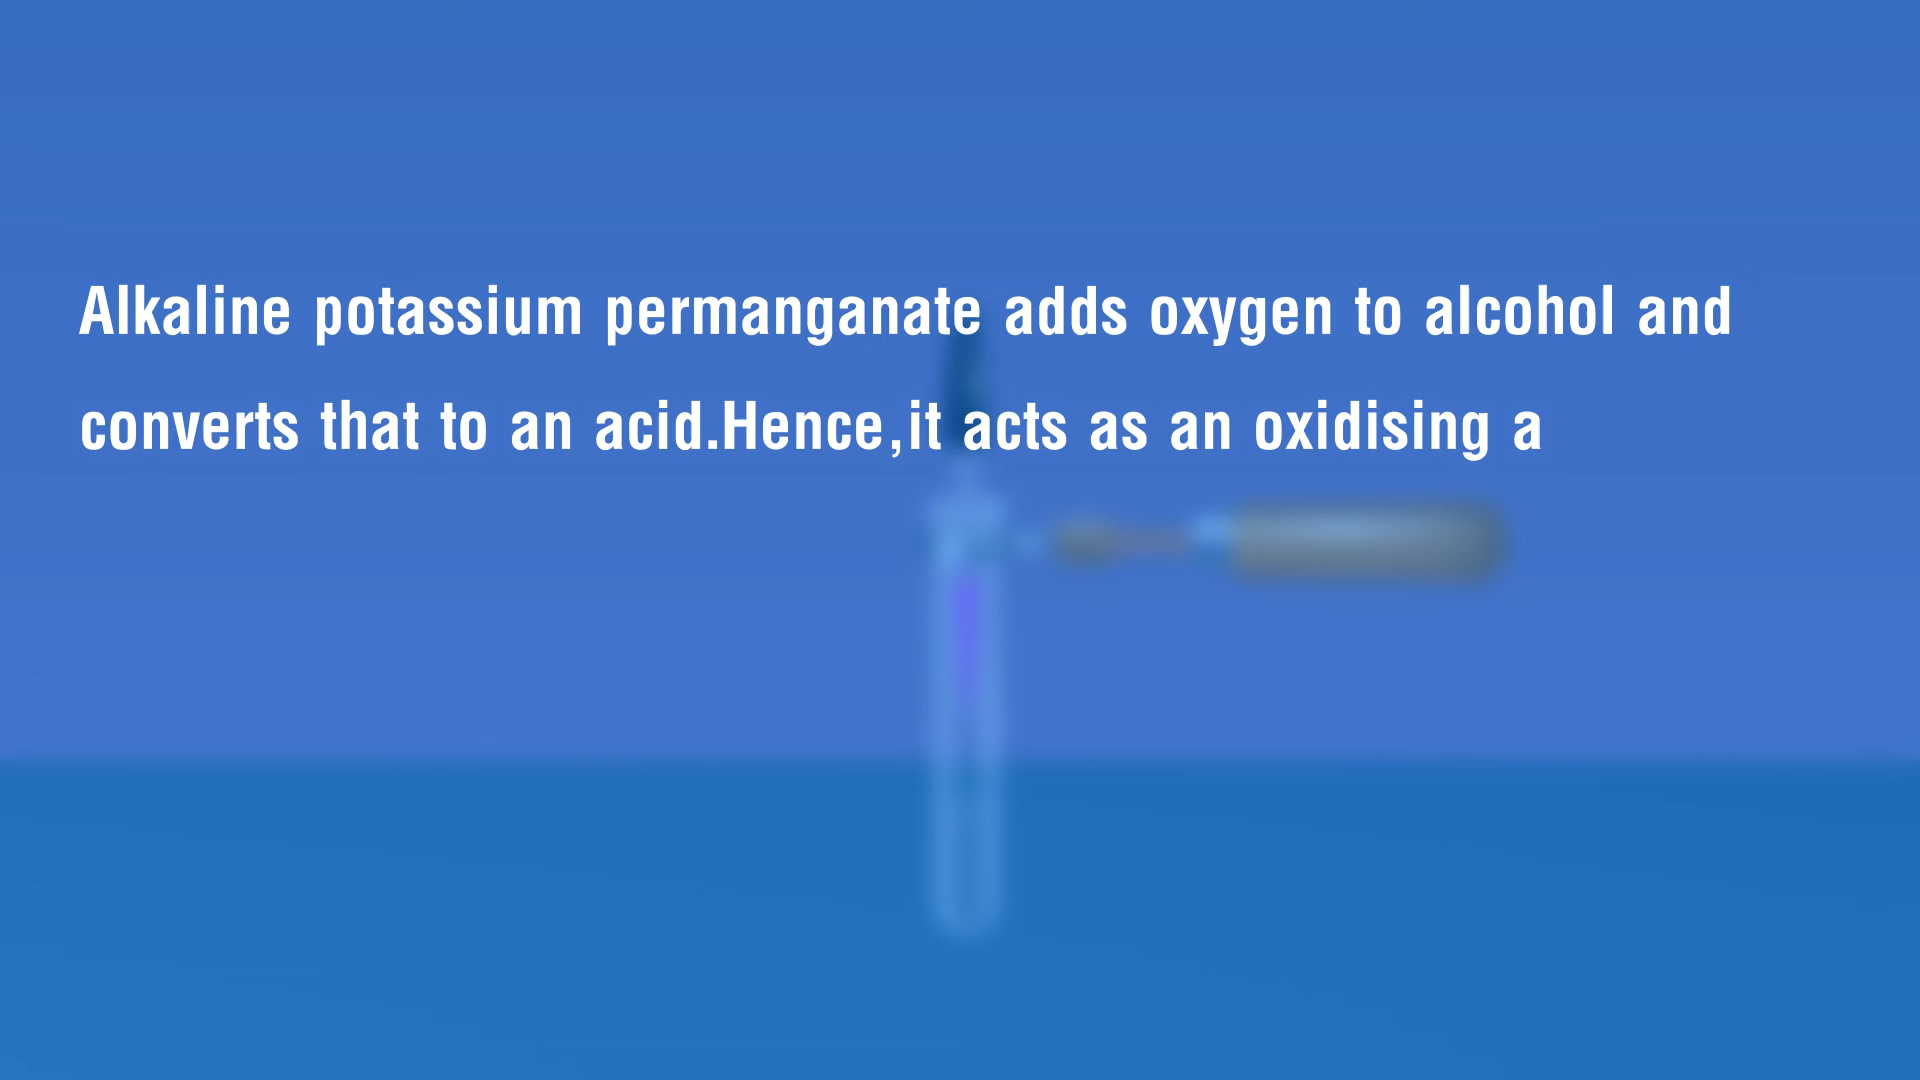 Alkaline potassium permanganate adds oxygen to alcohol and
converts that to an acid.Hence,it acts as an oxidising a